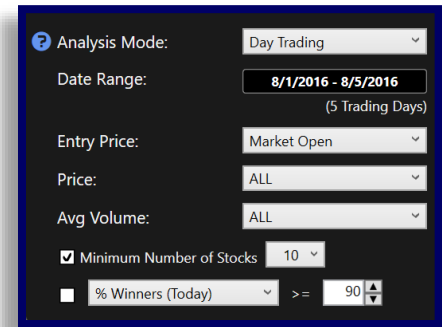 ? Analysis Mode: Day Trading
Date Range: 8/1/2016 - 8/5/2016
(5 Trading Days)
Entry Price: Market Open
Price: ALL
Avg Volume: ALL
Minimum Number of Stocks 10
% Winners (Today) >= 90